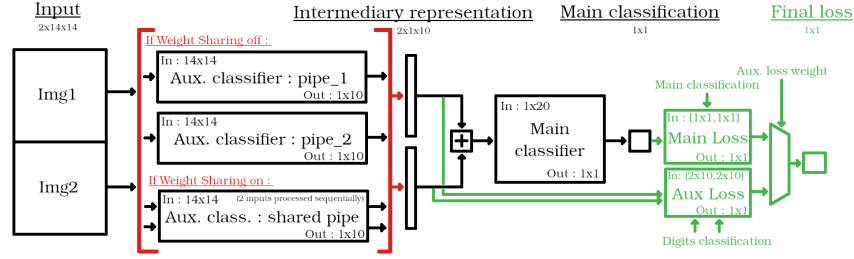 Input
2x14x14
Intermediary representation
2x1x10
Main classification
1x1
Final loss
1x1
If Weight Sharing off :
In : 14x14
Aux. classifier : pipe_1
Out : 1x10
In : 14x14
Aux. classifier : pipe_2
Out : 1x10
If Weight Sharing on :
In : 14x14 (2 inputs processed sequentially)
Aux. class. : shared pipe
Out : 1x10
Img1
Img2
In : 1x20
Main
classifier
Out : 1x1
Main classification
Aux. loss weight
In : (1x1,1x1)
Main Loss
Out : 1x1
In: (2x10,2x10)
Aux Loss
Out : 1x1
Digits classification